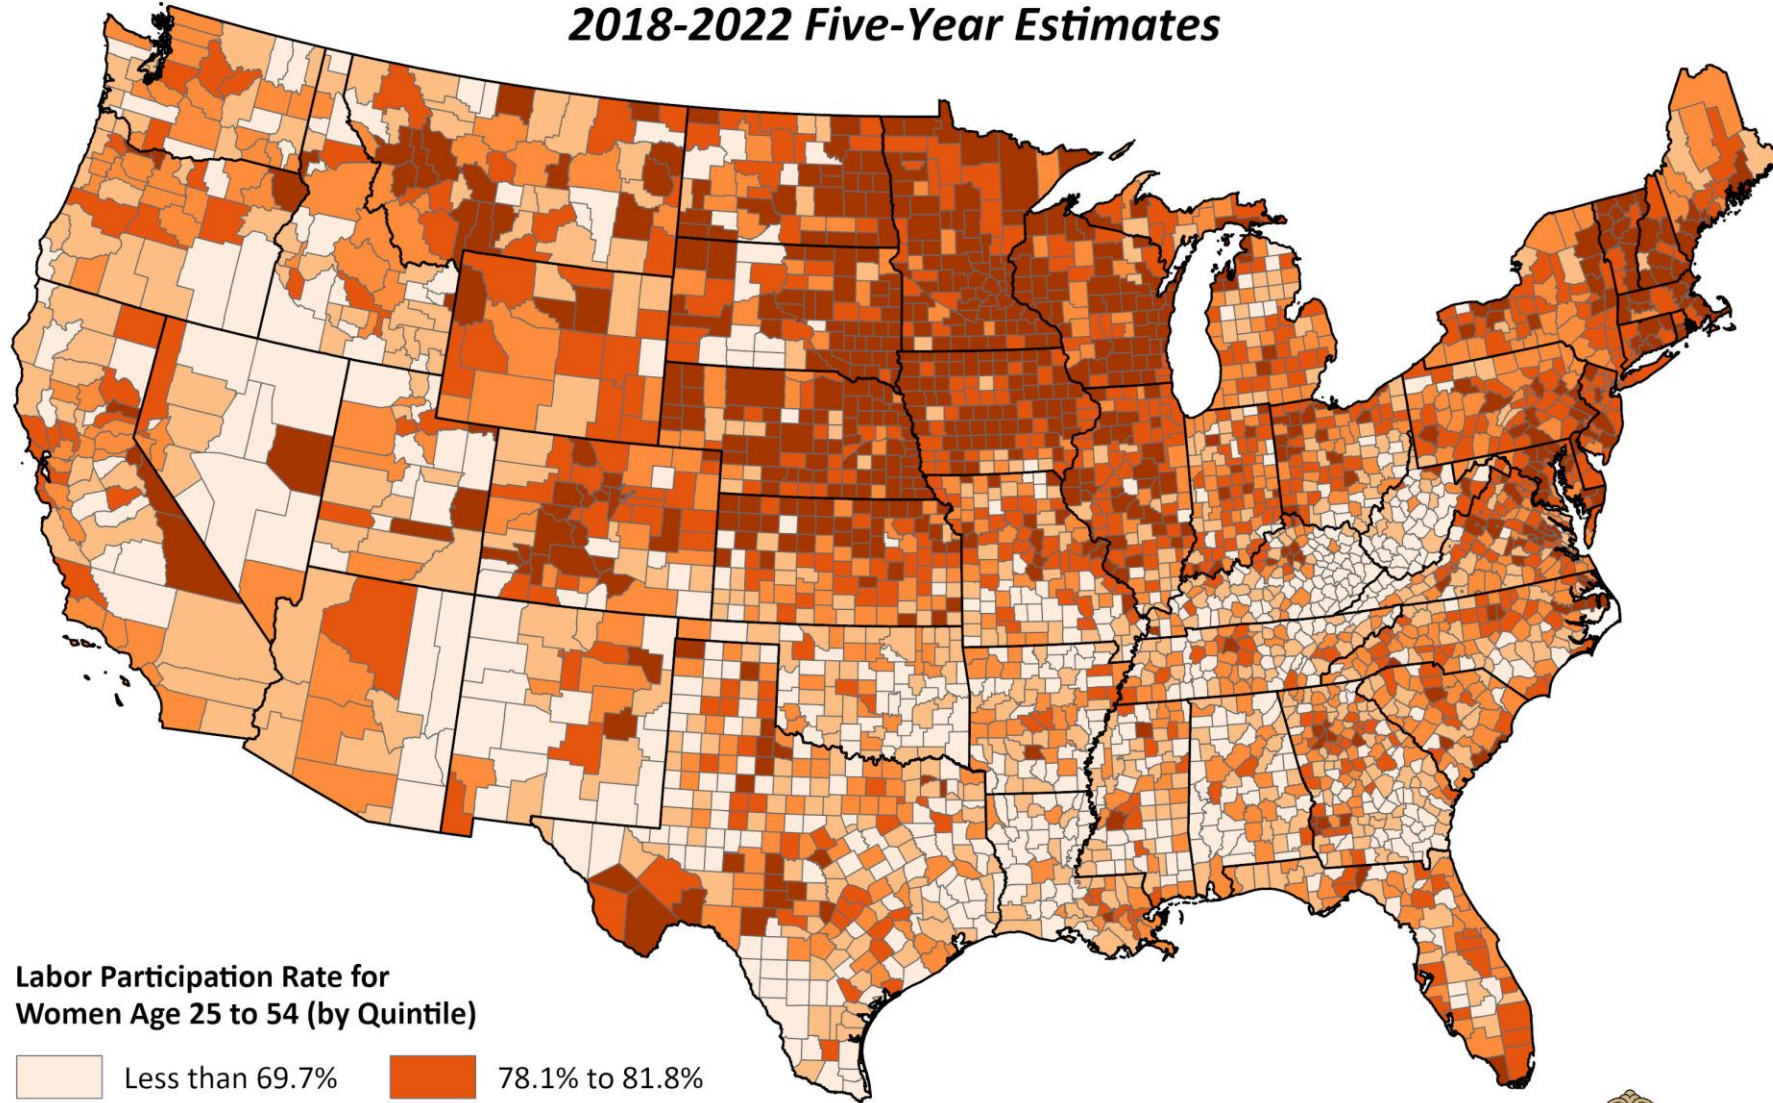 2018-2022 Five-Year Estimates
Labor Participation Rate for
Women Age 25 to 54 (by Quintile)
Less than 69.7%
78.1% to 81.8%